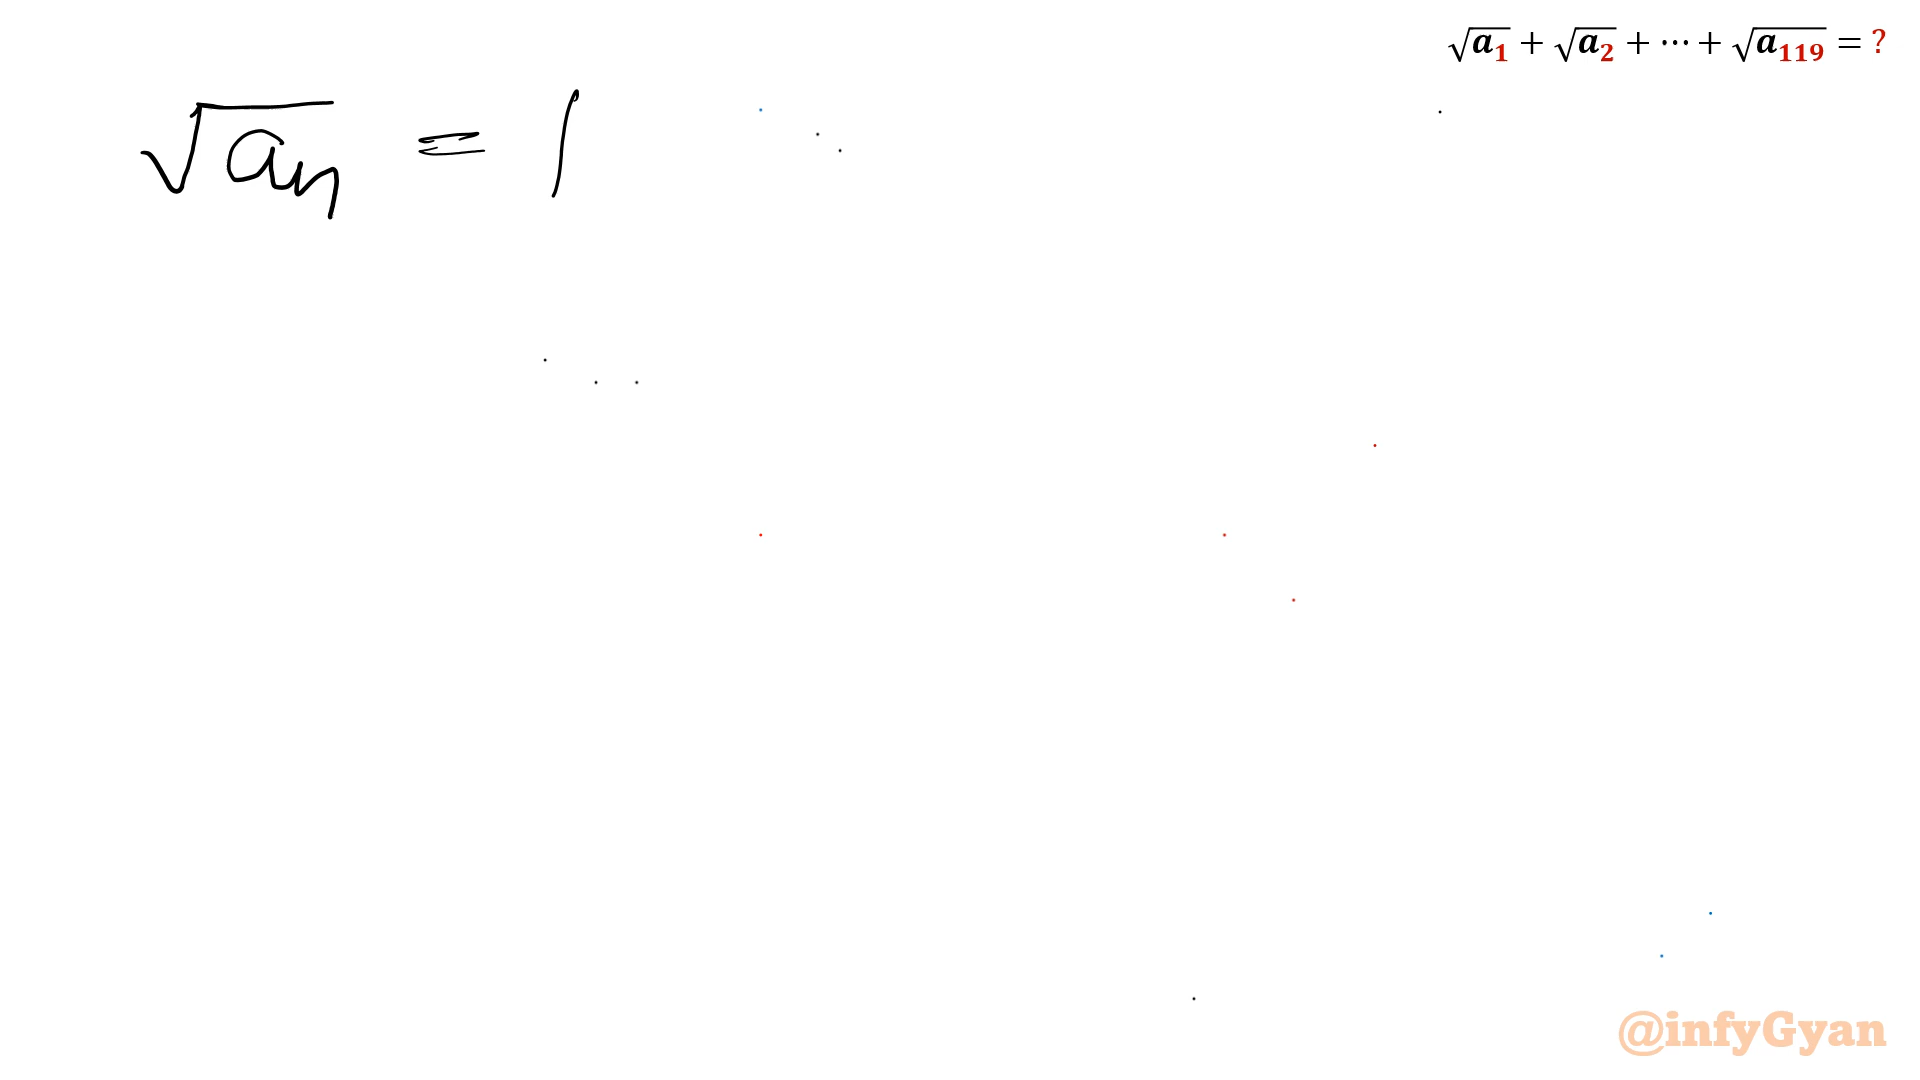 √a₁ + √a₂ + ⋯ + √a₁₁₉ = ?
√aₙ =
@infyGyan